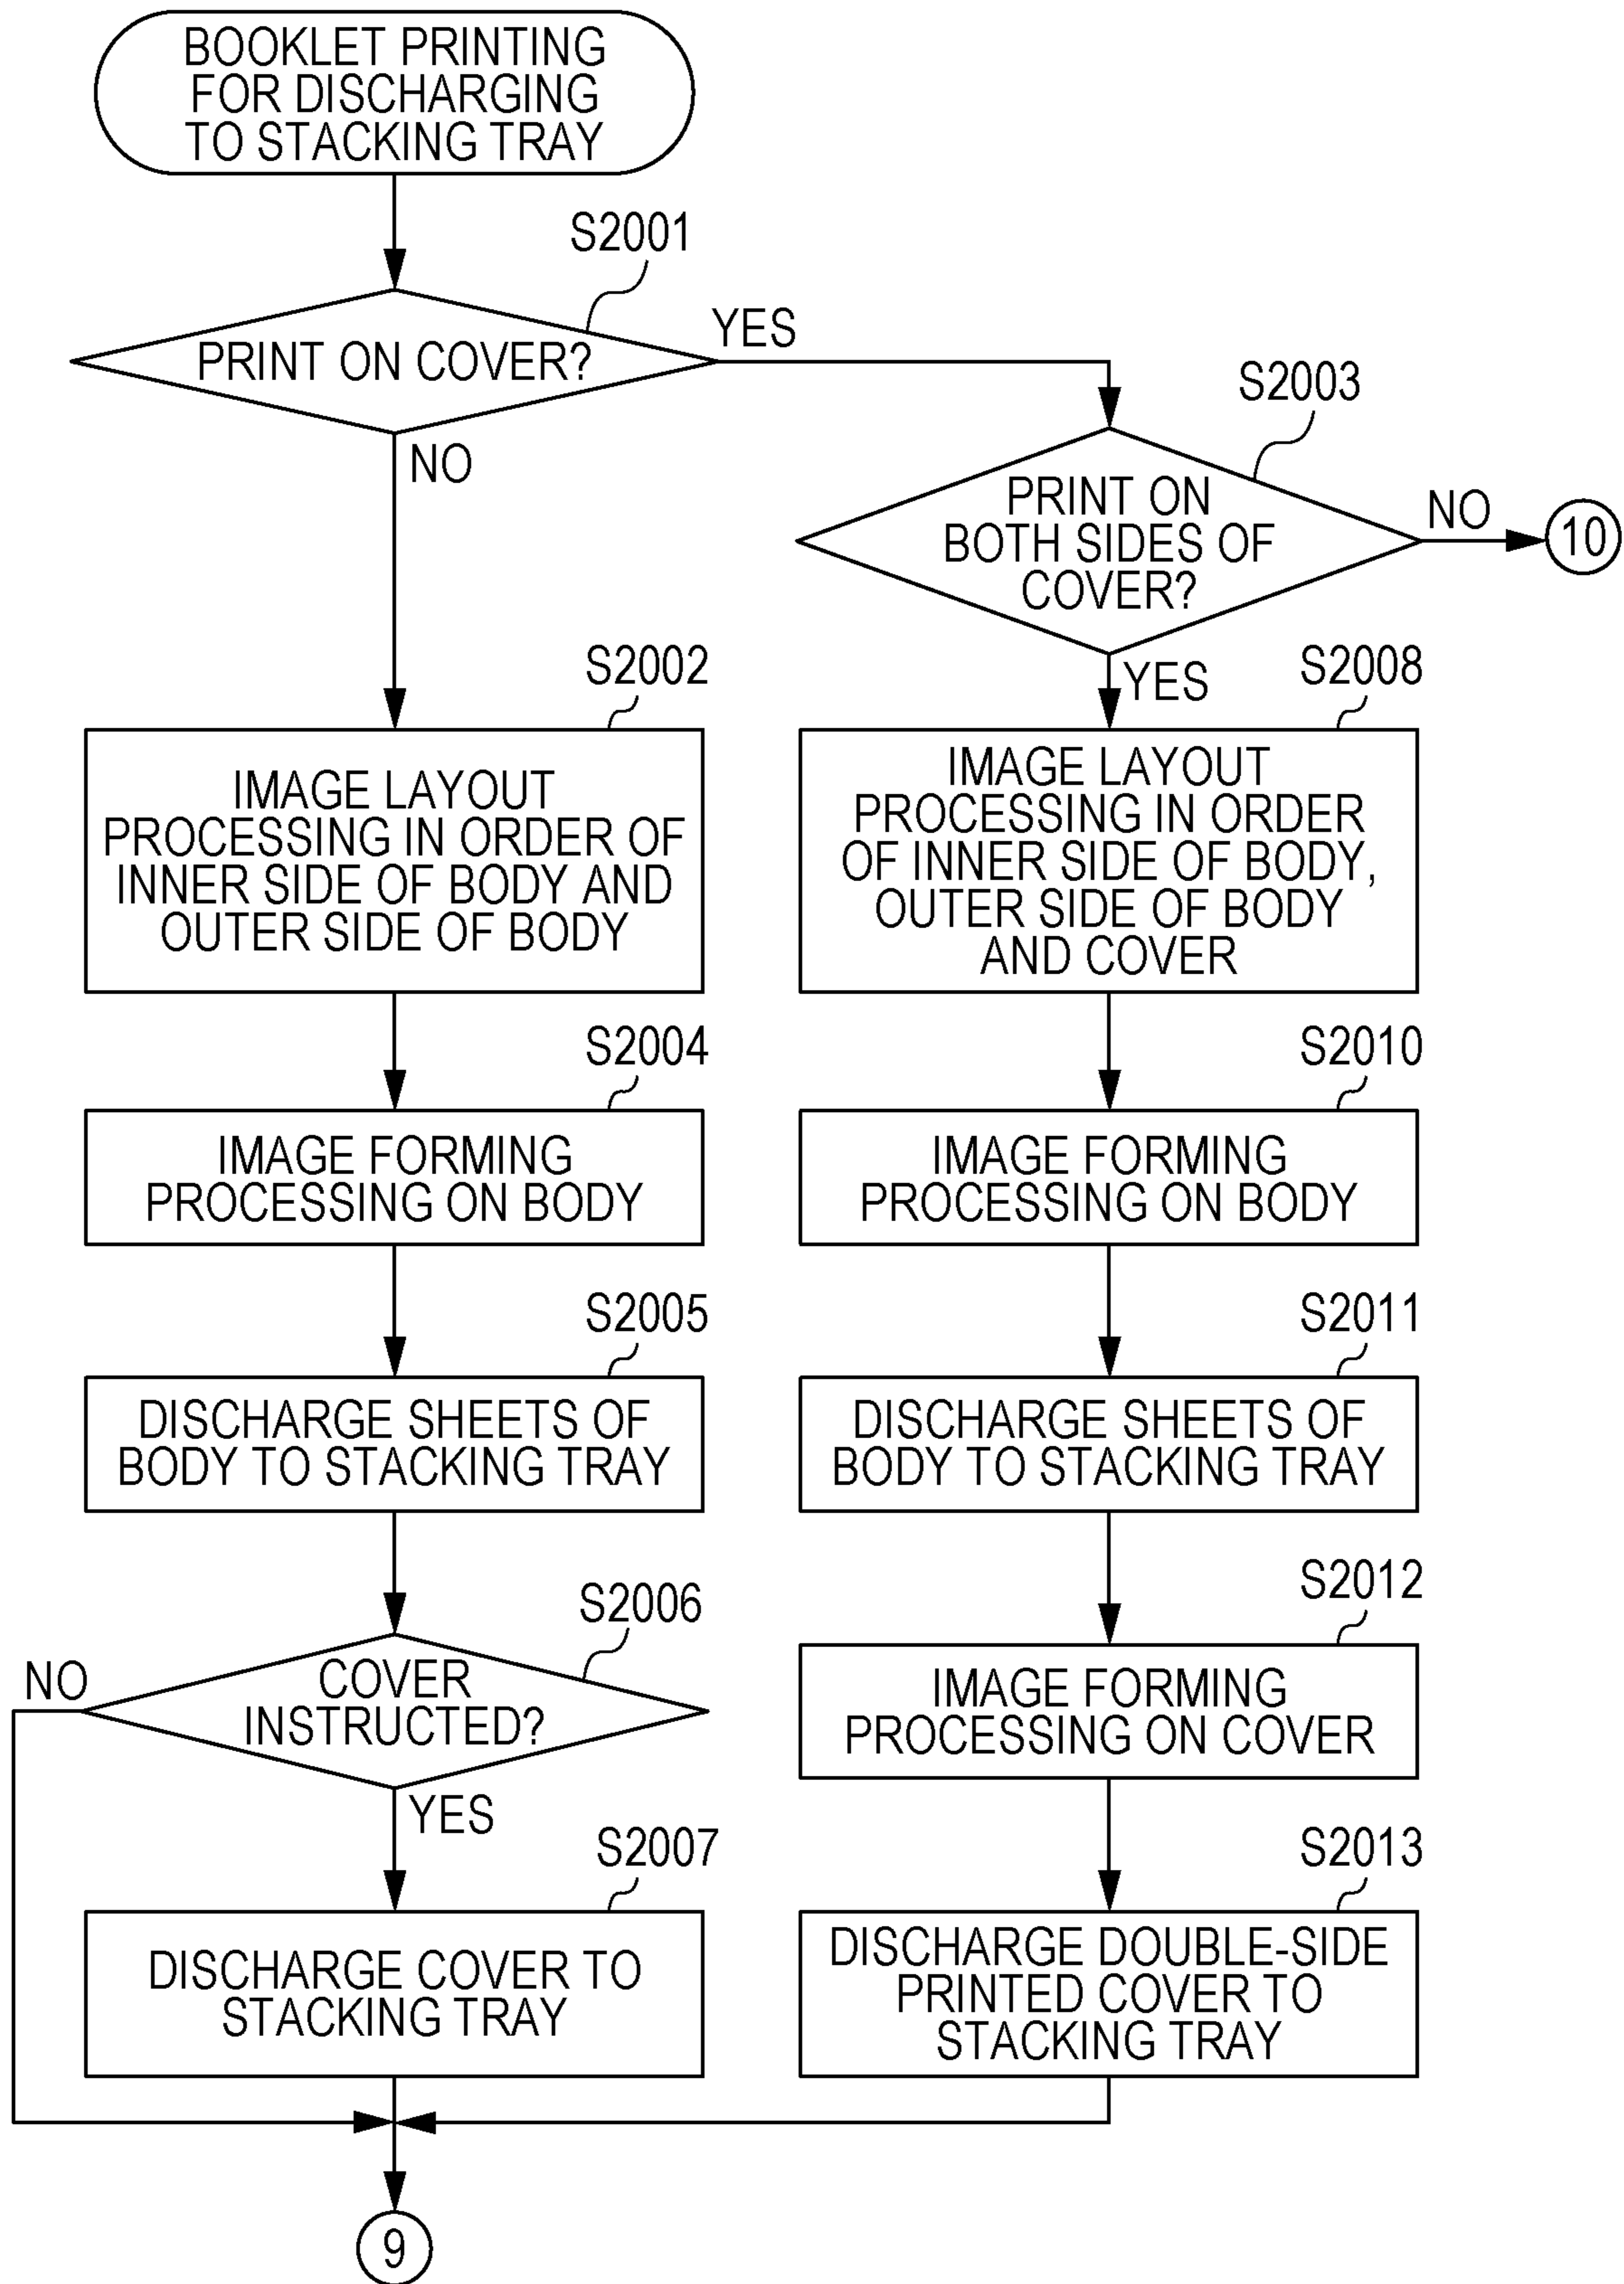 BOOKLET PRINTING
FOR DISCHARGING
TO STACKING TRAY
S2001
PRINT ON COVER?
YES
NO
S2003
PRINT ON
BOTH SIDES OF
COVER?
NO
10
YES
S2002
IMAGE LAYOUT
PROCESSING IN ORDER OF
INNER SIDE OF BODY AND
OUTER SIDE OF BODY
S2008
IMAGE LAYOUT
PROCESSING IN ORDER
OF INNER SIDE OF BODY,
OUTER SIDE OF BODY
AND COVER
S2004
IMAGE FORMING
PROCESSING ON BODY
S2010
IMAGE FORMING
PROCESSING ON BODY
S2005
DISCHARGE SHEETS OF
BODY TO STACKING TRAY
S2011
DISCHARGE SHEETS OF
BODY TO STACKING TRAY
S2006
COVER
INSTRUCTED?
NO
YES
S2012
IMAGE FORMING
PROCESSING ON COVER
S2007
DISCHARGE COVER TO
STACKING TRAY
S2013
DISCHARGE DOUBLE-SIDE
PRINTED COVER TO
STACKING TRAY
9